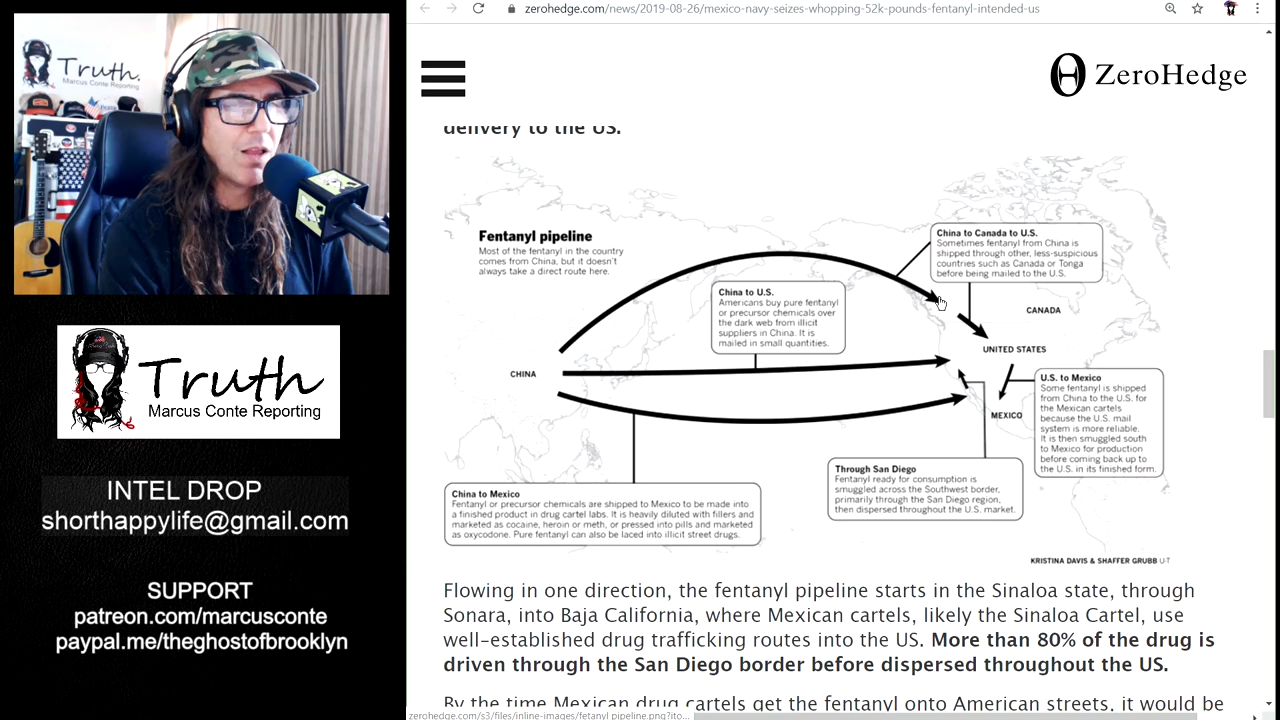 zerohedge.com/news/2019-08-26/mexico-navy-seizes-whopping-52k-pounds-fentanyl-intended-us
Truth.
Marcus Conte Reporting
ZeroHedge
delivery to the US.
Fentanyl pipeline
Most of the fentanyl in the country
comes from China, but it doesn't
always take a direct route here.
China to Canada to U.S.
Sometimes fentanyl from China is
shipped through other, less-suspicious
countries such as Canada or Tonga
before being mailed to the U.S.
China to U.S.
Americans buy pure fentanyl
or precursor chemicals over
the dark web from illicit
suppliers in China. It is
mailed in small quantities.
CANADA
UNITED STATES
CHINA
MEXICO
U.S. to Mexico
Some fentanyl is shipped
from China to the U.S. for
the Mexican cartels
because the U.S. mail
system is more reliable.
It is then smuggled south
to Mexico for production
before coming back up to
the U.S. in its finished form.
Through San Diego
Fentanyl ready for consumption is
smuggled across the Southwest border,
primarily through the San Diego region,
then dispersed throughout the U.S. market.
China to Mexico
Fentanyl or precursor chemicals are shipped to Mexico to be made into
a finished product in drug cartel labs. It is heavily diluted with fillers and
marketed as cocaine, heroin or meth, or pressed into pills and marketed
as oxycodone. Pure fentanyl can also be laced into illicit street drugs.
KRISTINA DAVIS & SHAFFER GRUBB U-T
Flowing in one direction, the fentanyl pipeline starts in the Sinaloa state, through
Sonara, into Baja California, where Mexican cartels, likely the Sinaloa Cartel, use
well-established drug trafficking routes into the US. More than 80% of the drug is
driven through the San Diego border before dispersed throughout the US.
By the time Mexican drug cartels get the fentanyl onto American streets, it would be
zerohedge.com/s3/files/inline-images/fetanyl pipeline.png?ito...
Truth
Marcus Conte Reporting
INTEL DROP
shorthappylife@gmail.com
SUPPORT
patreon.com/marcusconte
paypal.me/theghostofbrooklyn